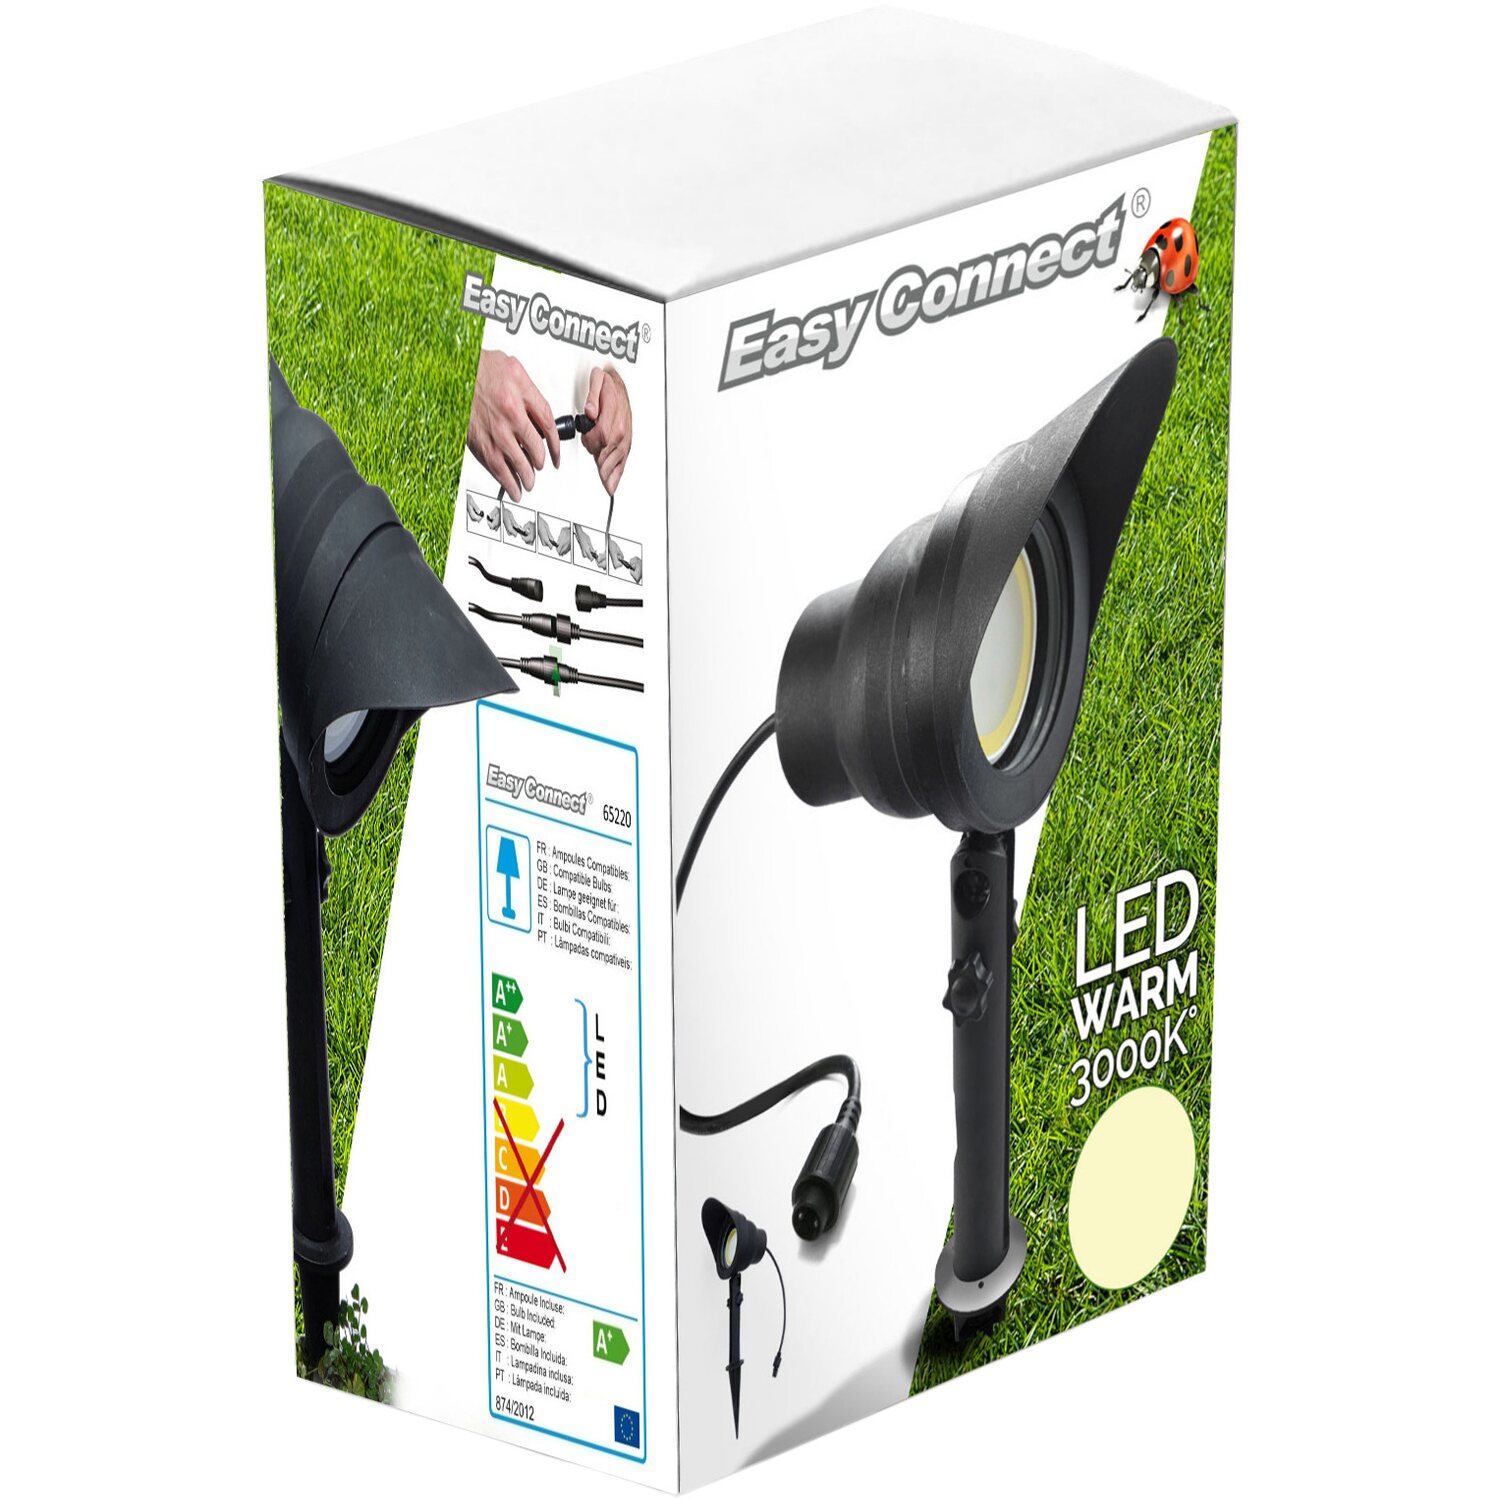 Easy Connect®
Easy Connect®
65220
FR : Ampoules Compatibles:
GB : Compatible Bulbs:
DE : Lampe geeignet für:
ES : Bombillas Compatibles:
IT : Bulbi Compatibili:
PT : Lâmpadas compatíveis:
A++
A+
A
C
D
LED
FR : Ampoule Incluse:
GB : Bulb Included:
DE : Mit Lampe:
ES : Bombilla Incluida:
IT : Lampadina inclusa:
PT : Lâmpada incluída:
A+
874/2012
Easy Connect®
LED
WARM
3000K°